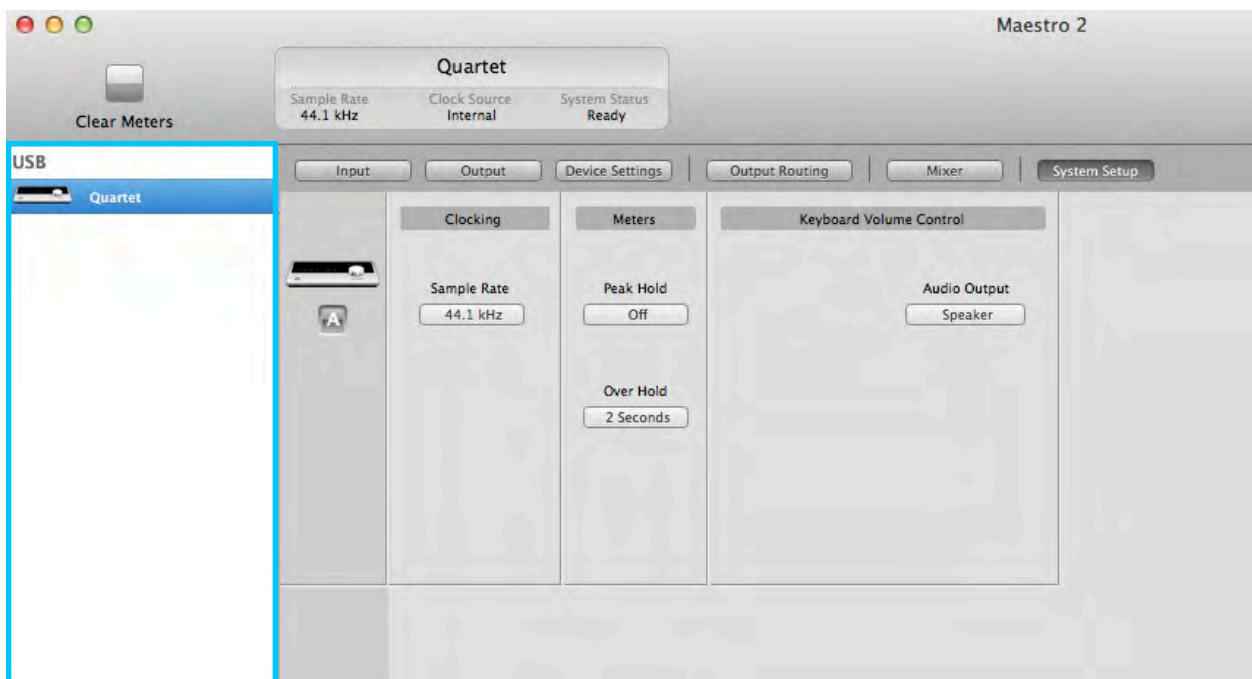 Maestro 2
Quartet
Sample Rate Clock Source System Status
44.1 kHz Internal Ready
Clear Meters
USB
Quartet
Input Output Device Settings Output Routing Mixer System Setup
Clocking Meters Keyboard Volume Control
Sample Rate Peak Hold Audio Output
A 44.1 kHz Off Speaker
Over Hold
2 Seconds